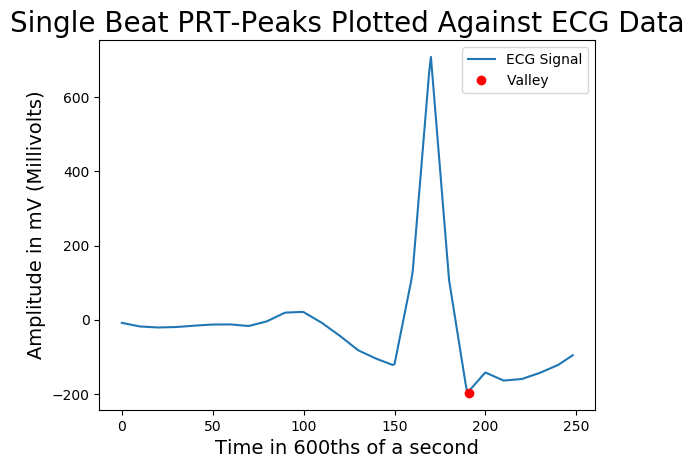 Single Beat PRT-Peaks Plotted Against ECG Data
ECG Signal
Valley
Amplitude in mV (Millivolts)
600
400
200
0
−200
0 50 100 150 200 250
Time in 600ths of a second